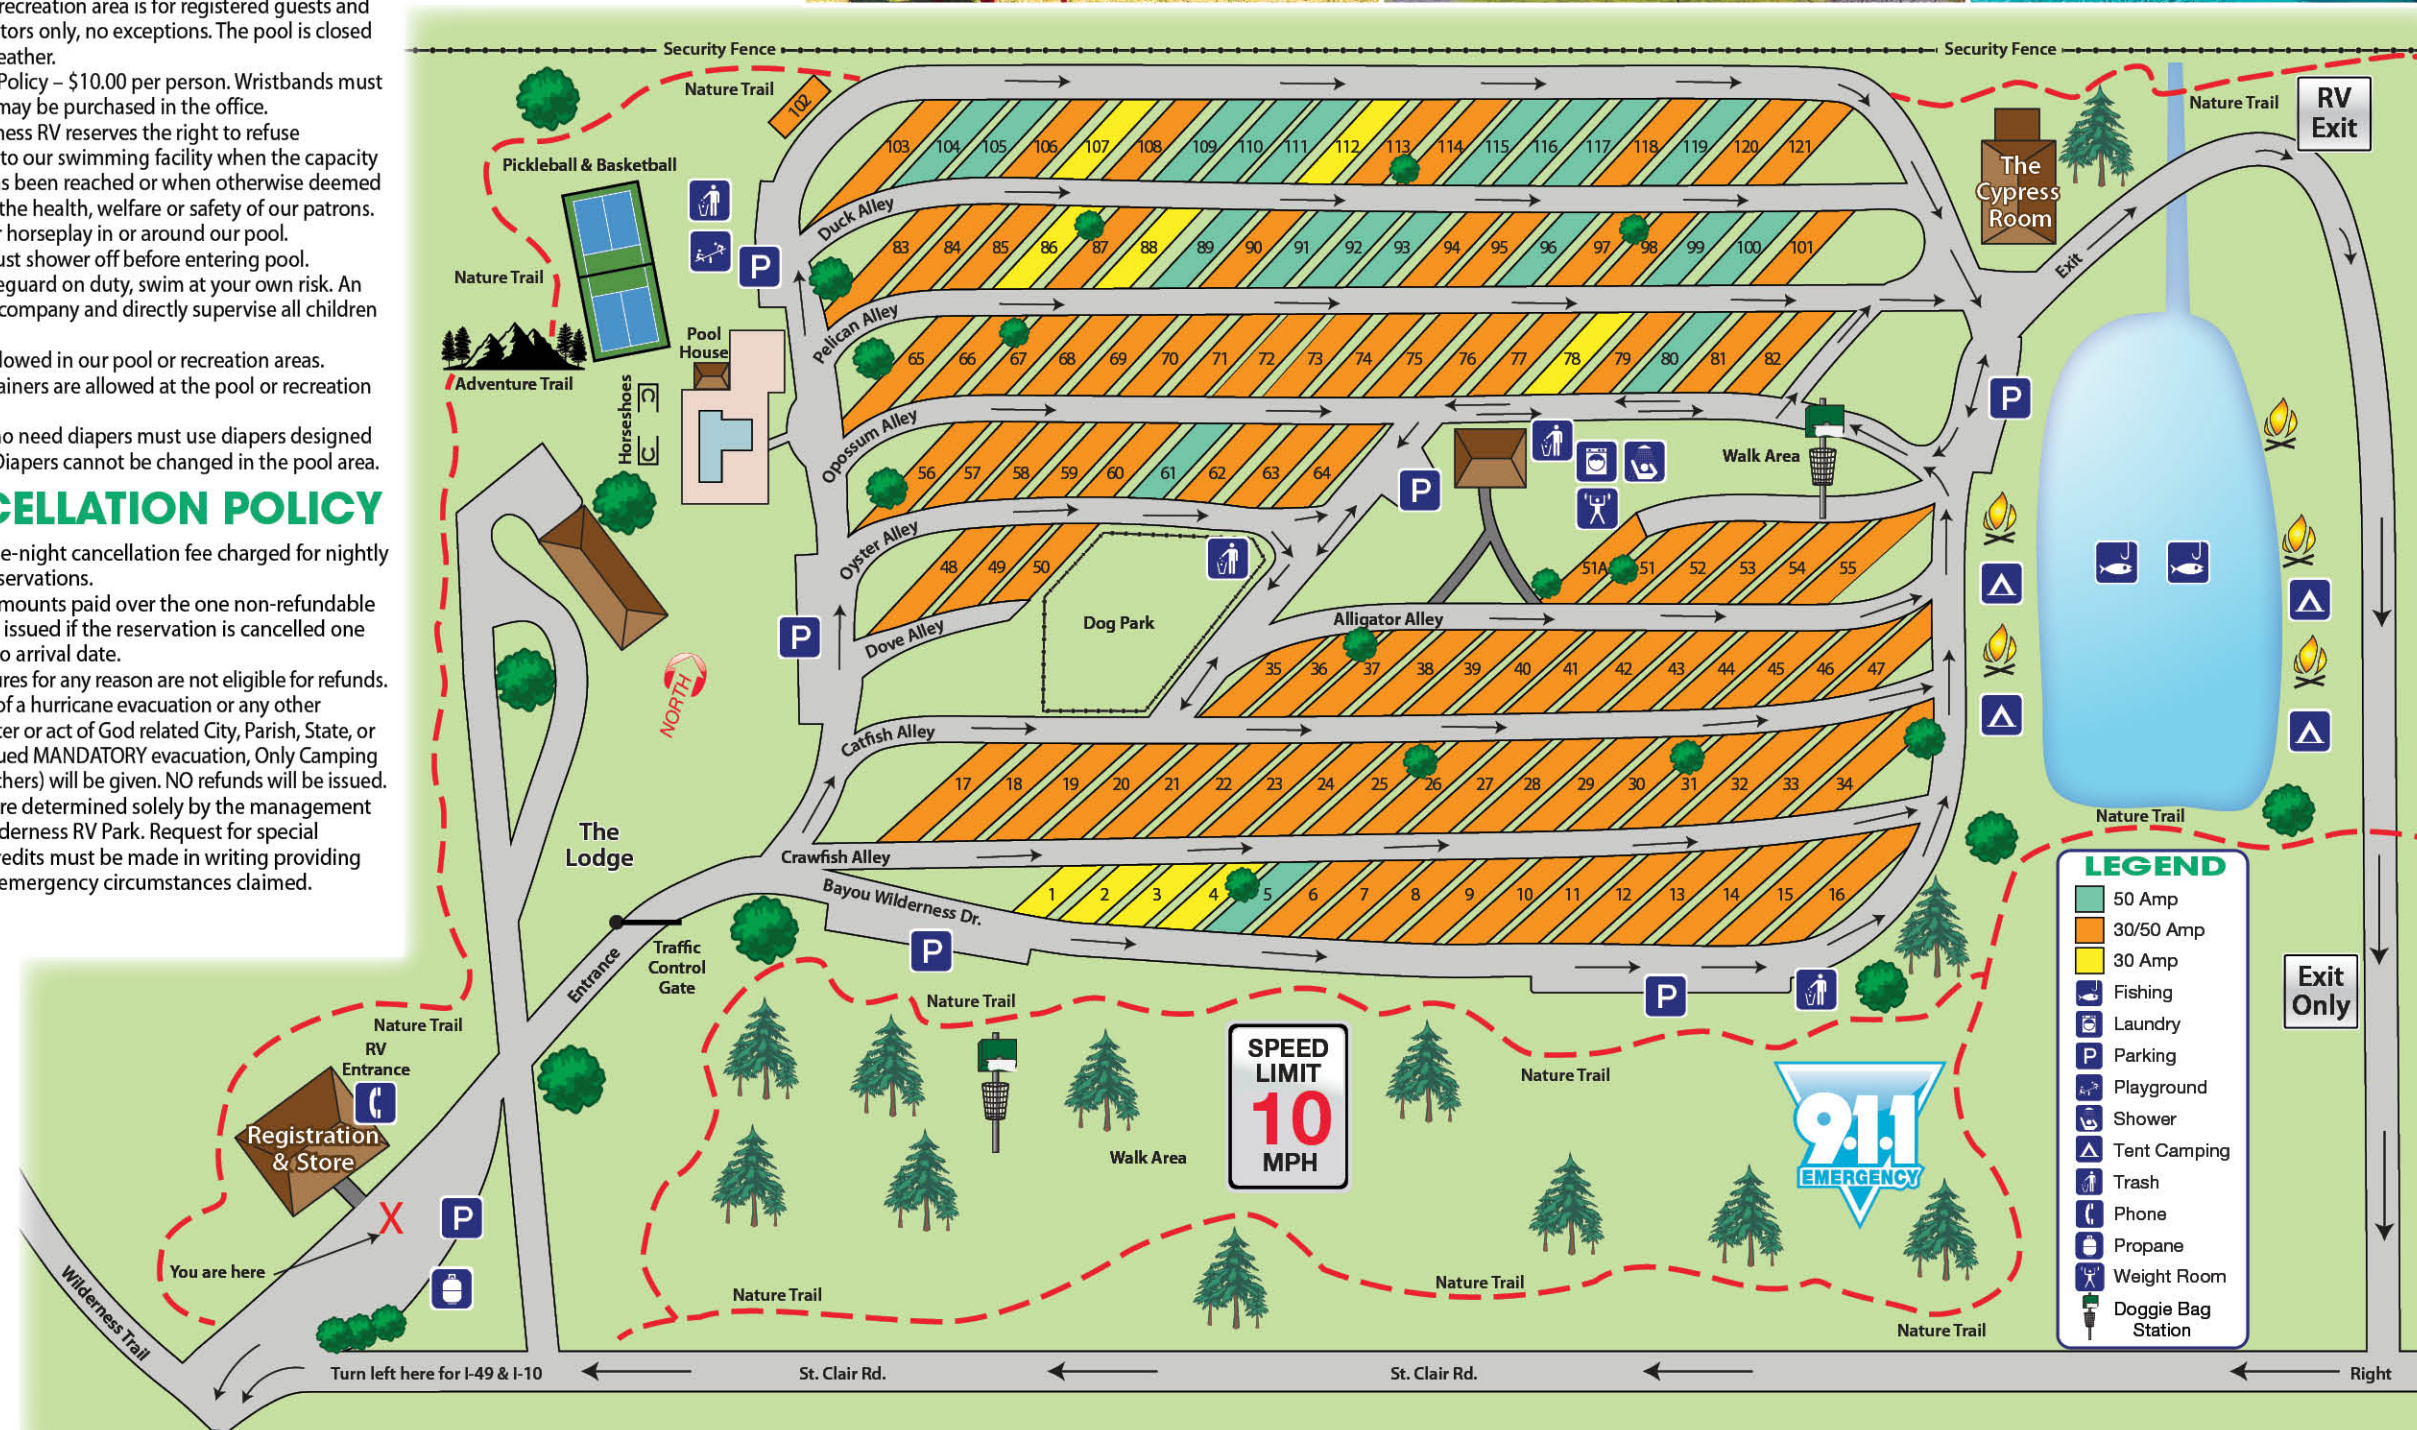 recreation area is for registered guests and
tors only, no exceptions. The pool is closed
eather.
Policy – $10.00 per person. Wristbands must
may be purchased in the office.
ness RV reserves the right to refuse
to our swimming facility when the capacity
s been reached or when otherwise deemed
the health, welfare or safety of our patrons.
r horseplay in or around our pool.
ust shower off before entering pool.
eguard on duty, swim at your own risk. An
company and directly supervise all children
lowed in our pool or recreation areas.
ainers are allowed at the pool or recreation
o need diapers must use diapers designed
Diapers cannot be changed in the pool area.
CELLATION POLICY
e-night cancellation fee charged for nightly
servations.
mounts paid over the one non-refundable
issued if the reservation is cancelled one
o arrival date.
ures for any reason are not eligible for refunds.
of a hurricane evacuation or any other
ter or act of God related City, Parish, State, or
ued MANDATORY evacuation, Only Camping
chers) will be given. NO refunds will be issued.
re determined solely by the management
derness RV Park. Request for special
redits must be made in writing providing
emergency circumstances claimed.
Security Fence
Security Fence
Nature Trail
102
Nature Trail
RV
Exit
103 104 105 106 107 108 109 110 111 112 113 114 115 116 117 118 119 120 121
The
Cypress
Room
Pickleball & Basketball
Duck Alley
P
83 84 85 86 87 88 89 90 91 92 93 94 95 96 97 98 99 100 101
Exit
Nature Trail
Pelican Alley
Adventure Trail
Pool
House
65 66 67 68 69 70 71 72 73 74 75 76 77 78 79 80 81 82
P
Horseshoes
Opossum Alley
56 57 58 59 60 61 62 63 64
P
Walk Area
Oyster Alley
48 49 50
51A 51 52 53 54 55
Dog Park
P
Dove Alley
Alligator Alley
35 36 37 38 39 40 41 42 43 44 45 46 47
NORTH
Catfish Alley
17 18 19 20 21 22 23 24 25 26 27 28 29 30 31 32 33 34
The
Lodge
Crawfish Alley
Bayou Wilderness Dr.
1 2 3 4 5 6 7 8 9 10 11 12 13 14 15 16
P
P
Traffic
Control
Gate
Entrance
Nature Trail
Nature Trail
Nature Trail
RV
Entrance
Registration
& Store
X
P
You are here
Wilderness Trail
SPEED
LIMIT
10
MPH
Walk Area
Nature Trail
9.1.1
EMERGENCY
Nature Trail
Nature Trail
Nature Trail
LEGEND
50 Amp
30/50 Amp
30 Amp
Fishing
Laundry
P Parking
Playground
Shower
Tent Camping
Trash
Phone
Propane
Weight Room
Doggie Bag
Station
Exit
Only
Turn left here for I-49 & I-10
St. Clair Rd.
St. Clair Rd.
Right